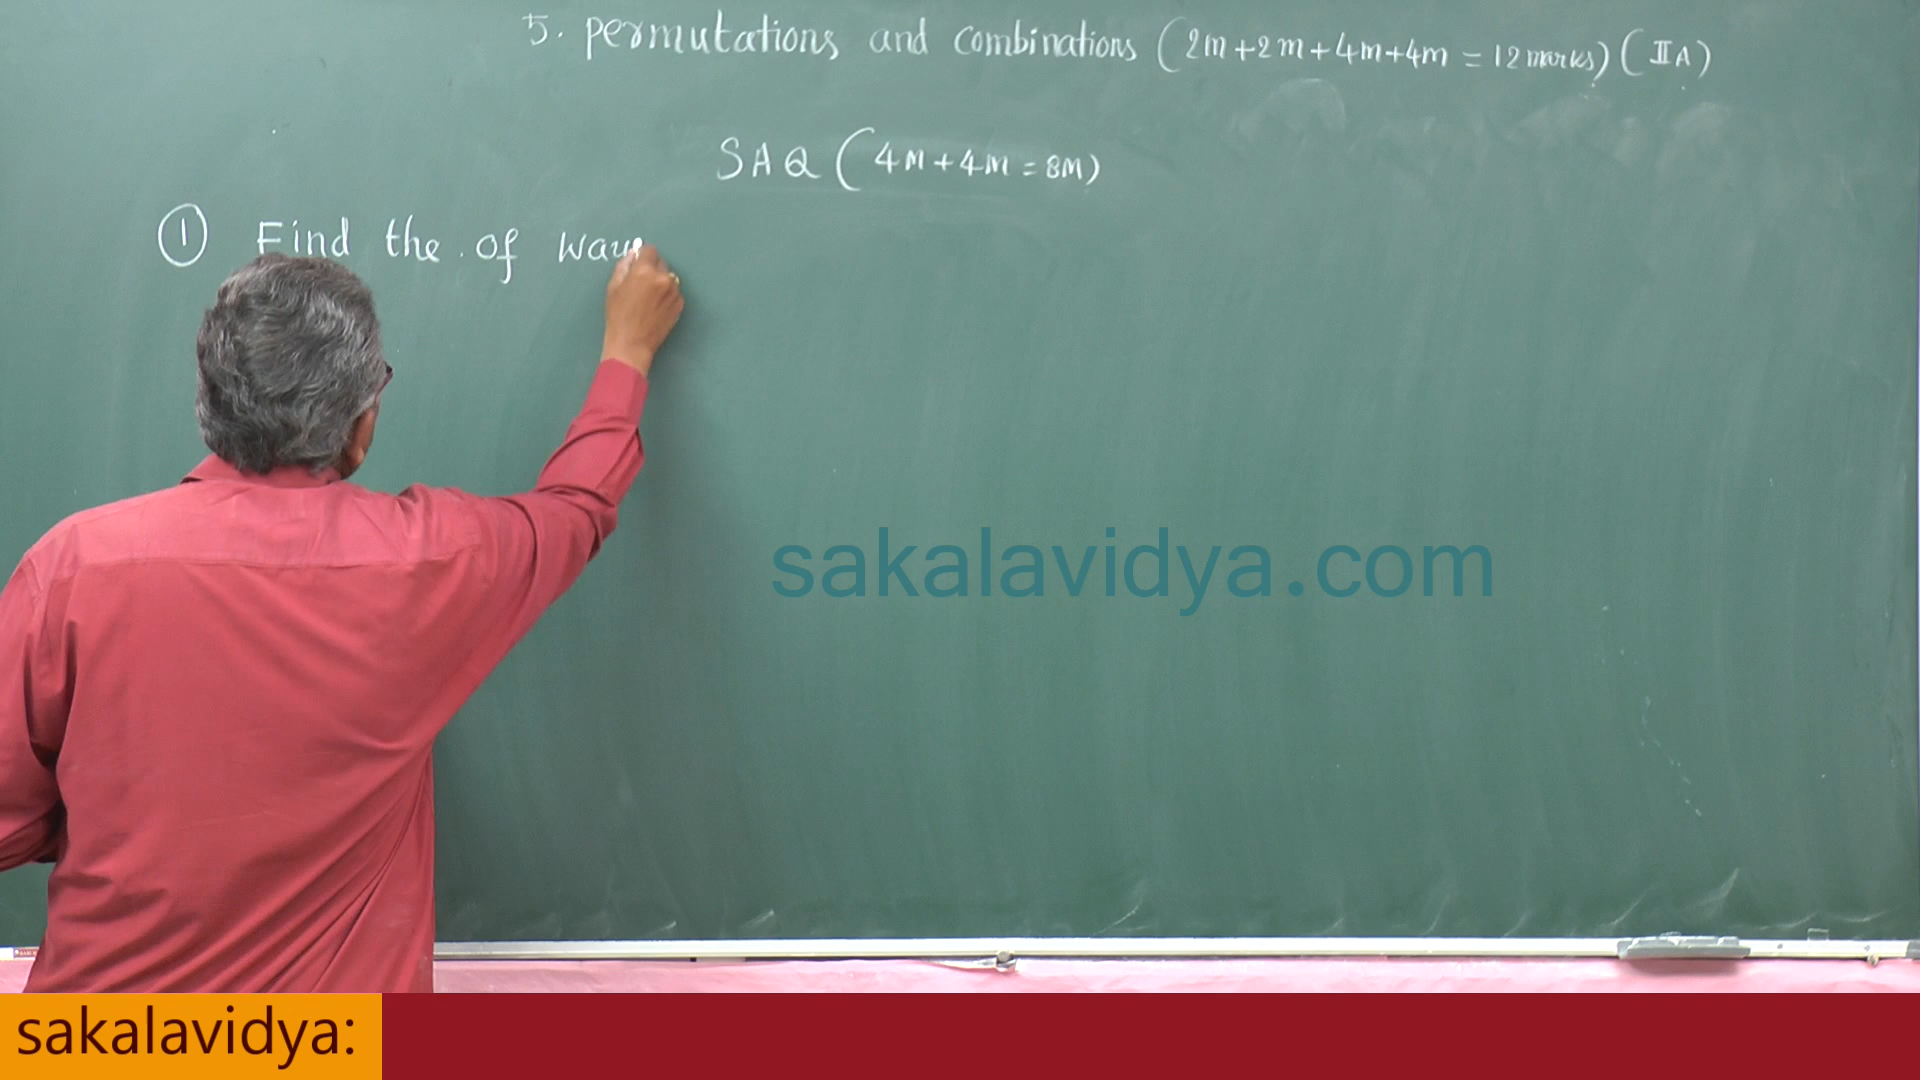 5. permutations and combinations (2m+2m+4m+4m = 12 marks) (IIA)
SAQ (4M+4M = 8M)
① Find the . of ways
sakalavidya.com
sakalavidya: